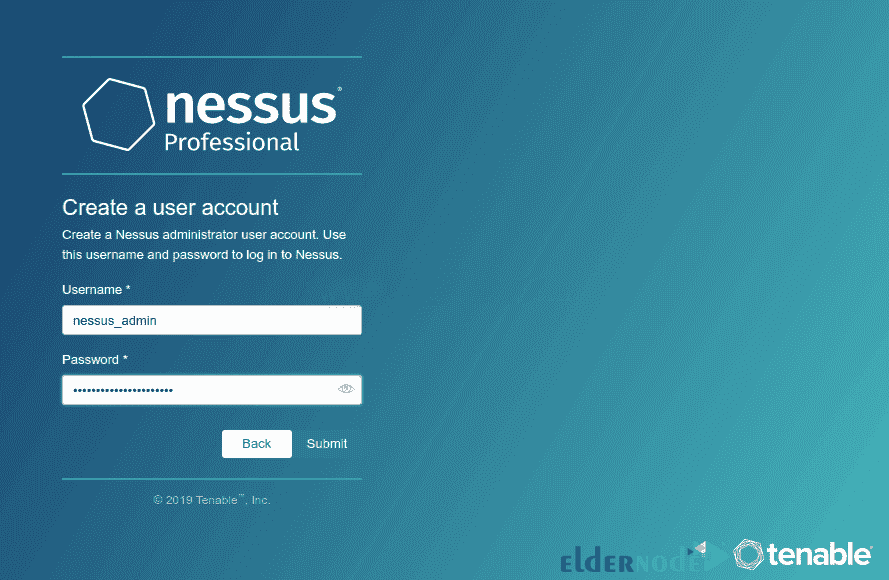 nessus®
Professional
Create a user account
Create a Nessus administrator user account. Use
this username and password to log in to Nessus.
Username *
nessus_admin
Password *
••••••••••••••••••••••
Back Submit
© 2019 Tenable™, Inc.
elderNODE
tenable®